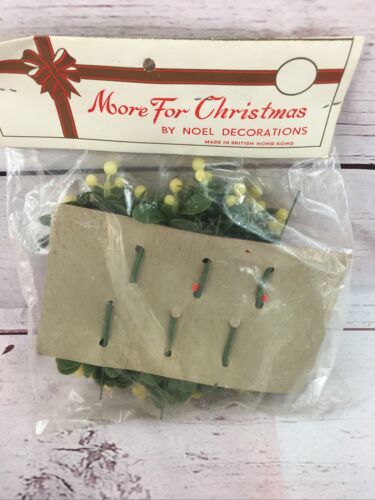 More For Christmas
BY NOEL DECORATIONS
MADE IN BRITISH HONG KONG